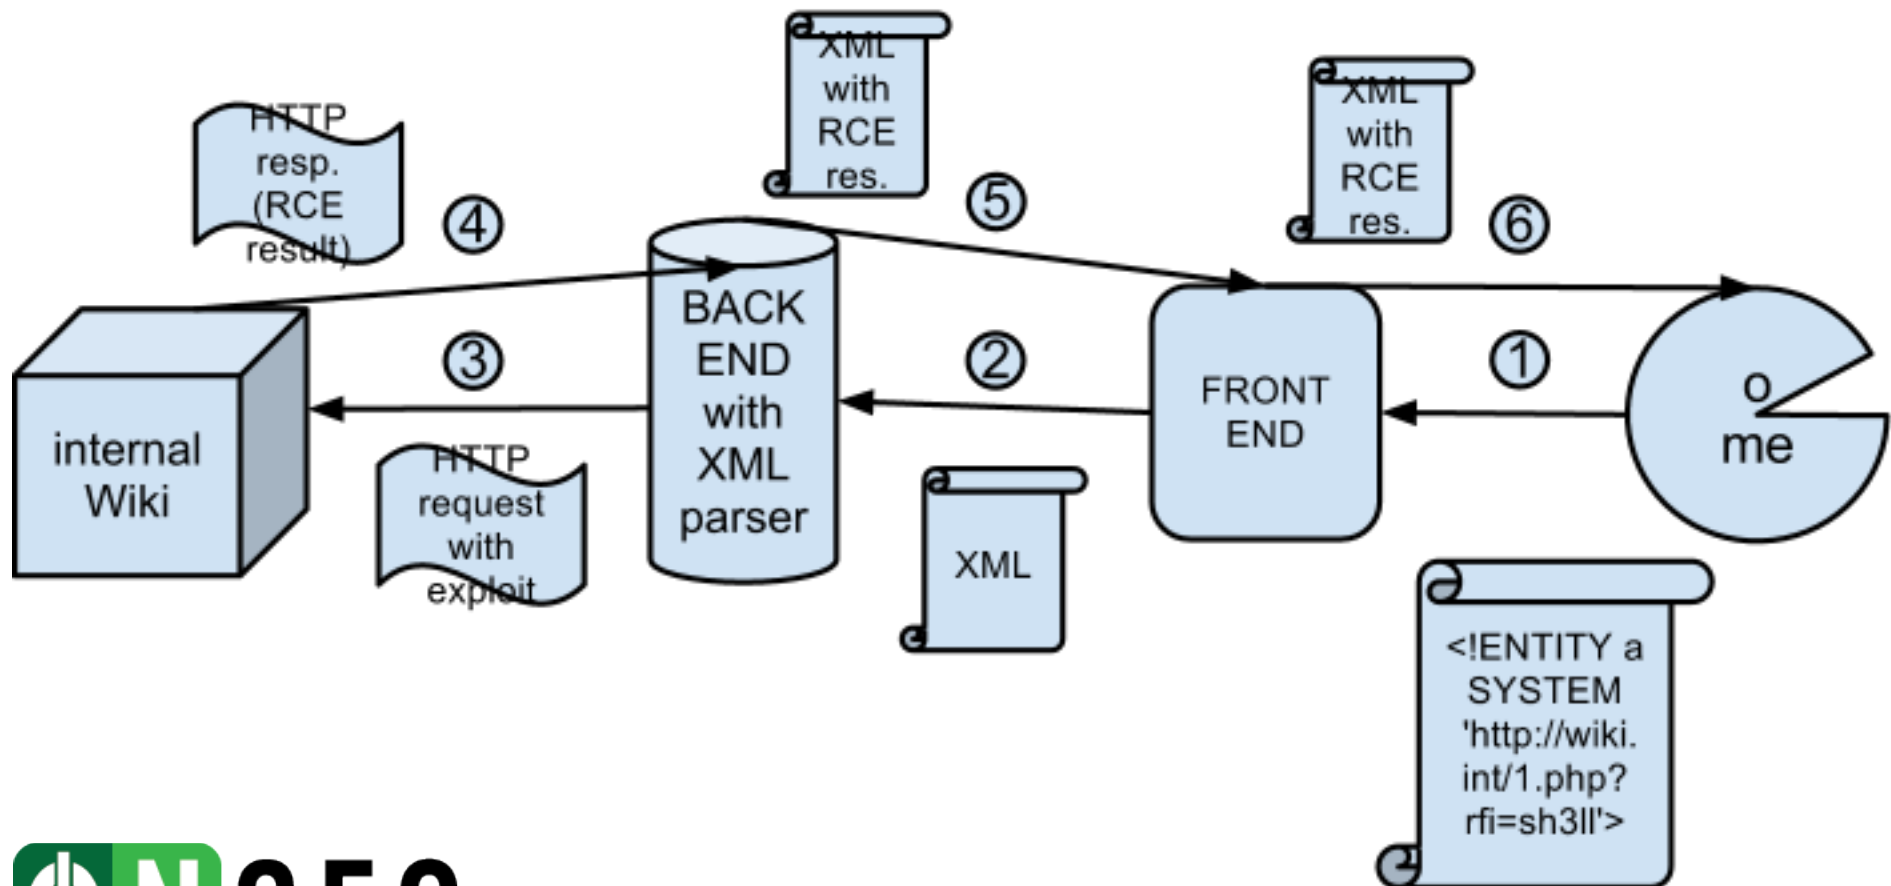 XML
with
RCE
res.
XML
with
RCE
res.
HTTP
resp.
(RCE
result)
4
5
6
BACK
END
with
XML
parser
3
2
1
FRONT
END
o
me
internal
Wiki
HTTP
request
with
exploit
XML
<!ENTITY a
SYSTEM
'http://wiki.
int/1.php?
rfi=sh3ll'>